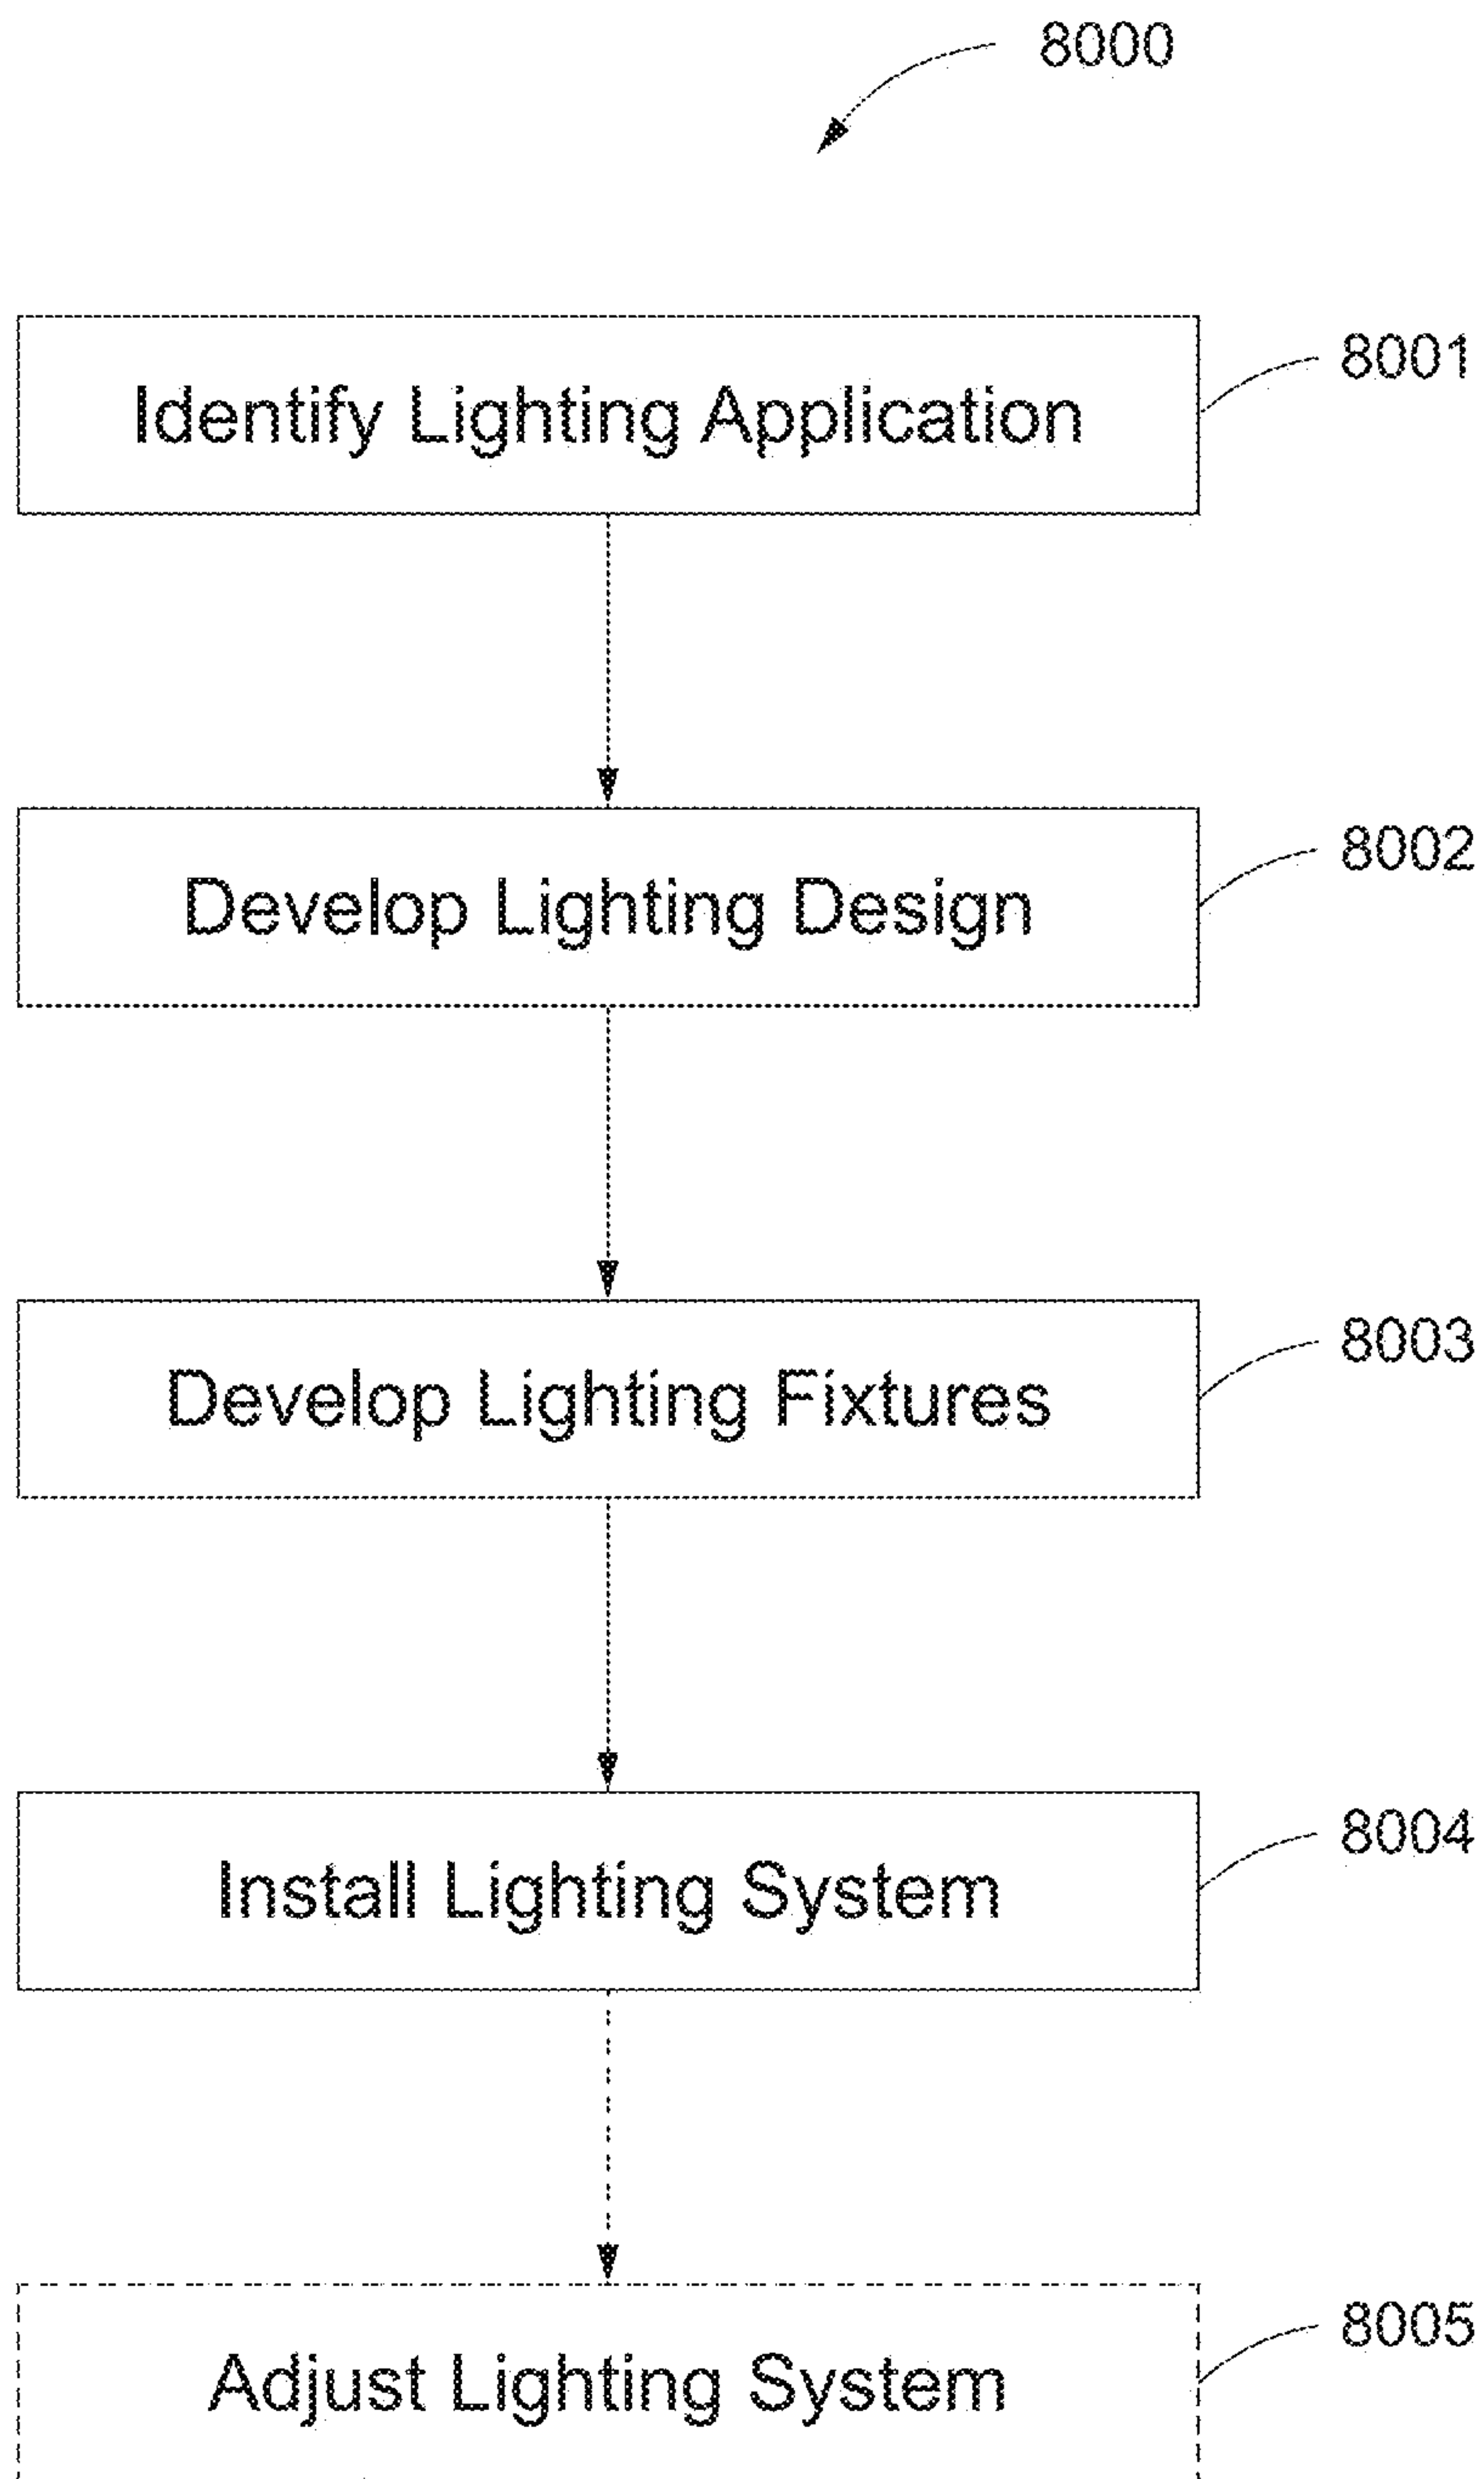 8000
Identify Lighting Application
8001
Develop Lighting Design
8002
Develop Lighting Fixtures
8003
Install Lighting System
8004
Adjust Lighting System
8005